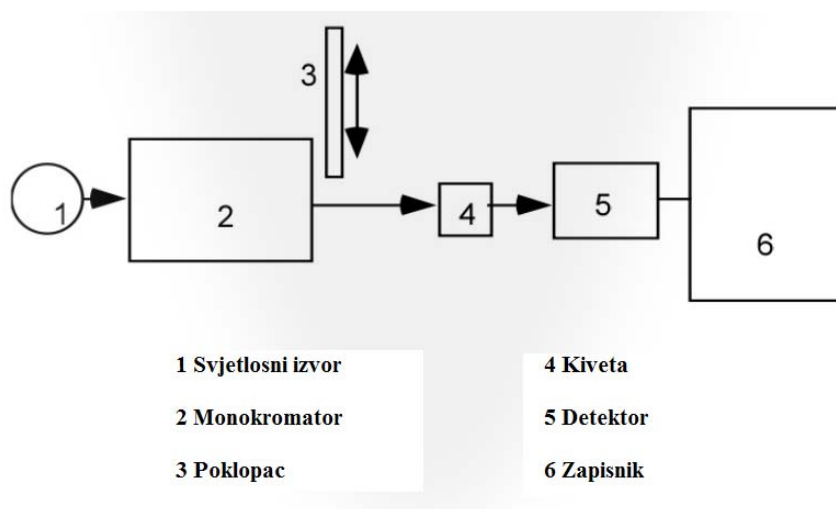 3
1
2
4
5
6
1 Svjetlosni izvor
2 Monokromator
3 Poklopac
4 Kiveta
5 Detektor
6 Zapisnik